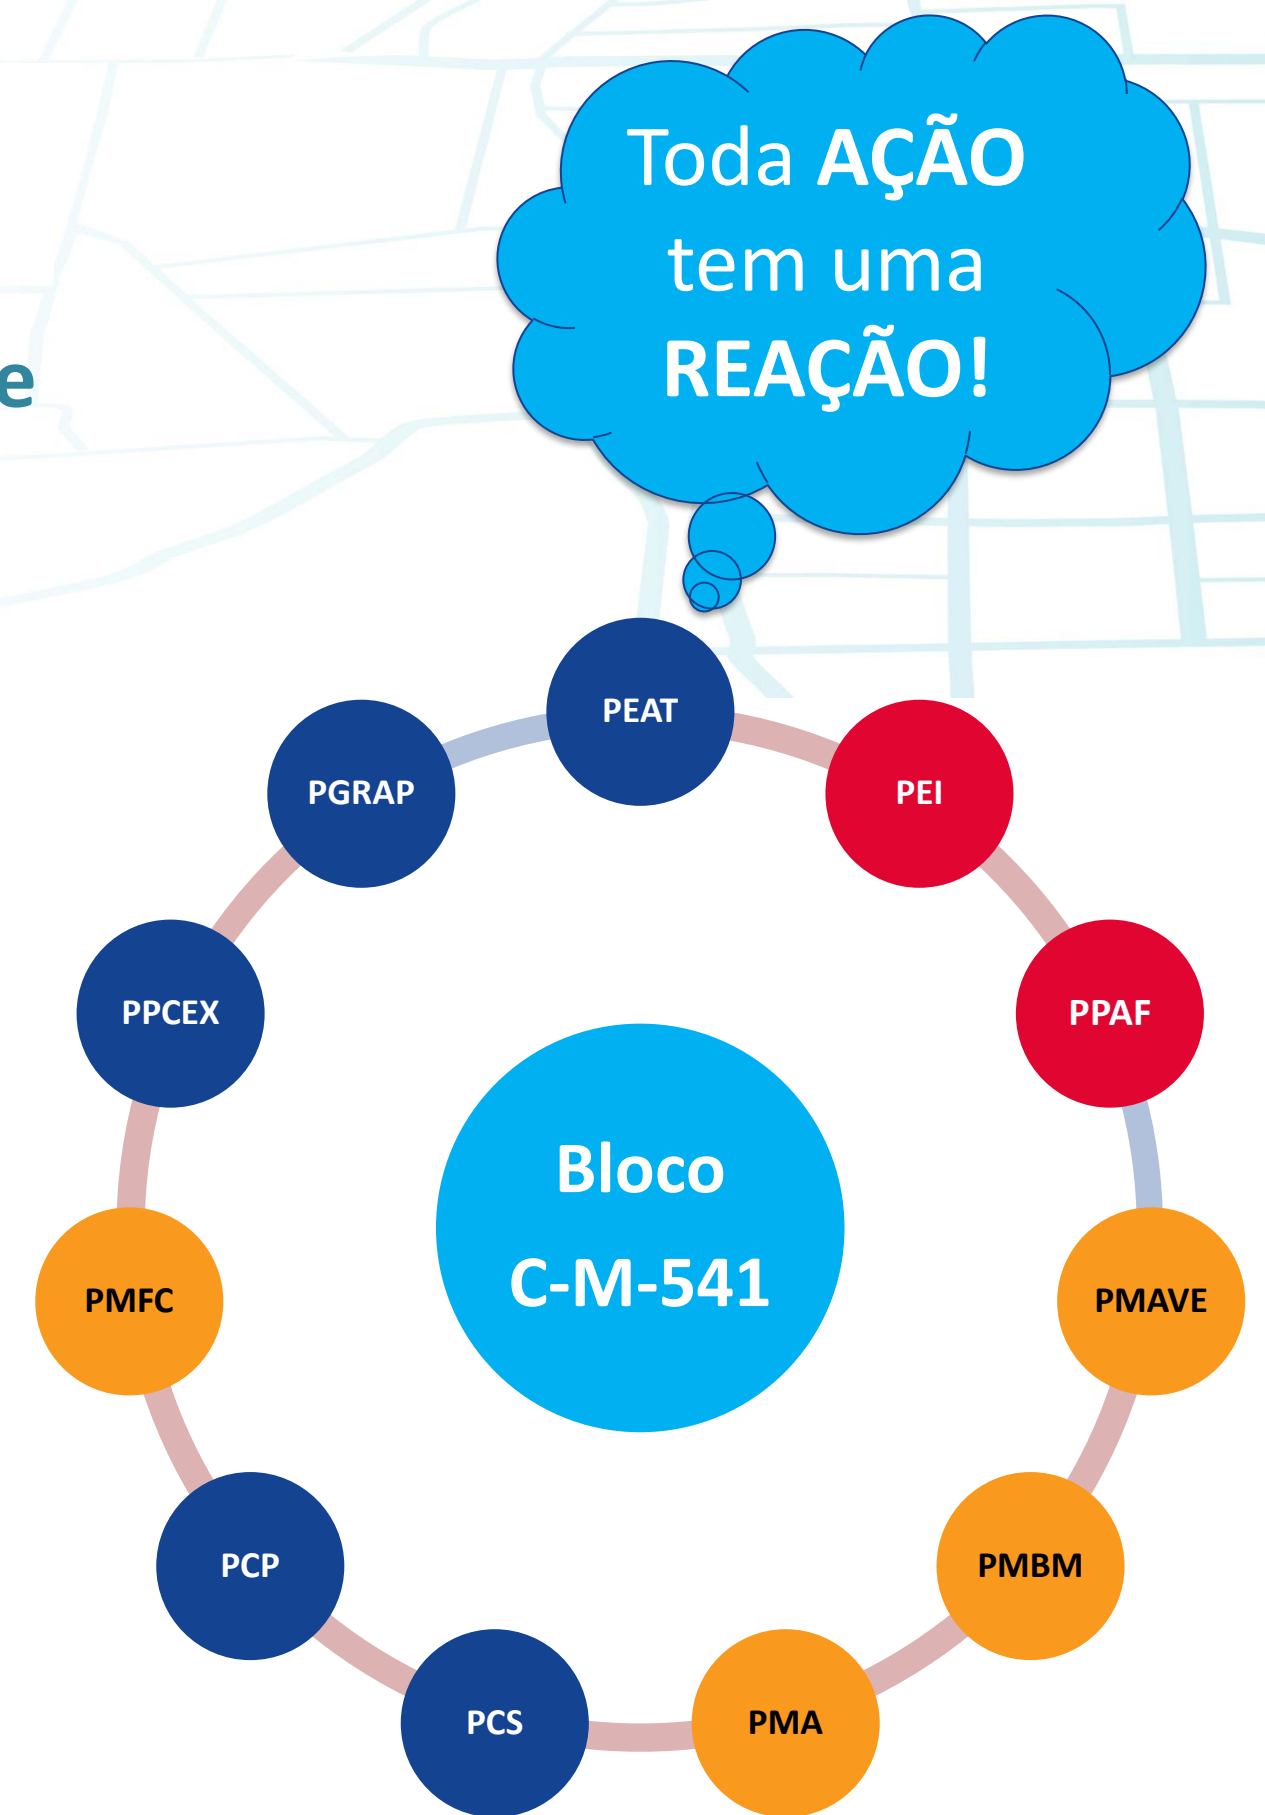 Toda AÇÃO
tem uma
REAÇÃO!
e
PEAT
PGRAP
PEI
PPCEX
PPAF
Bloco
C-M-541
PMFC
PMAVE
PCP
PMBM
PCS
PMA